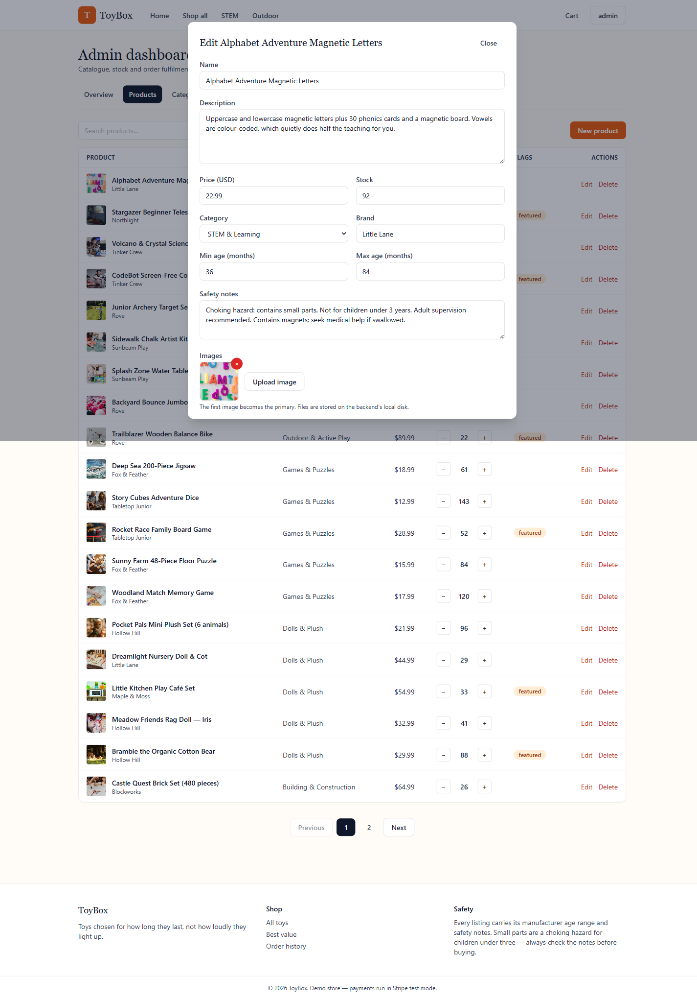 T ToyBox Home Shop all STEM Outdoor Cart admin
Admin dashboard
Catalogue, stock and order fulfilmen
Overview Products Categ
Search products... New product
PRODUCT LAGS ACTIONS
Alphabet Adventure Mag
Little Lane
Edit Delete
Stargazer Beginner Teles
Northlight
featured Edit Delete
Volcano & Crystal Scienc
Tinker Crew
Edit Delete
CodeBot Screen-Free Co
Tinker Crew
featured Edit Delete
Junior Archery Target Se
Rove
Edit Delete
Sidewalk Chalk Artist Kit
Sunbeam Play
Edit Delete
Splash Zone Water Table
Sunbeam Play
Edit Delete
Backyard Bounce Jumbo
Rove
Edit Delete
Edit Alphabet Adventure Magnetic Letters Close
Name
Alphabet Adventure Magnetic Letters
Description
Uppercase and lowercase magnetic letters plus 30 phonics cards and a magnetic board. Vowels
are colour-coded, which quietly does half the teaching for you.
Price (USD) Stock
22.99 92
Category Brand
STEM & Learning Little Lane
Min age (months) Max age (months)
36 84
Safety notes
Choking hazard: contains small parts. Not for children under 3 years. Adult supervision
recommended. Contains magnets; seek medical help if swallowed.
Images
×
Upload image
The first image becomes the primary. Files are stored on the backend's local disk.
Trailblazer Wooden Balance Bike
Rove
Outdoor & Active Play $89.99 − 22 + featured Edit Delete
Deep Sea 200-Piece Jigsaw
Fox & Feather
Games & Puzzles $18.99 − 61 + Edit Delete
Story Cubes Adventure Dice
Tabletop Junior
Games & Puzzles $12.99 − 143 + Edit Delete
Rocket Race Family Board Game
Tabletop Junior
Games & Puzzles $28.99 − 52 + featured Edit Delete
Sunny Farm 48-Piece Floor Puzzle
Fox & Feather
Games & Puzzles $15.99 − 84 + Edit Delete
Woodland Match Memory Game
Fox & Feather
Games & Puzzles $17.99 − 120 + Edit Delete
Pocket Pals Mini Plush Set (6 animals)
Hollow Hill
Dolls & Plush $21.99 − 96 + Edit Delete
Dreamlight Nursery Doll & Cot
Little Lane
Dolls & Plush $44.99 − 29 + Edit Delete
Little Kitchen Play Café Set
Maple & Moss
Dolls & Plush $54.99 − 33 + featured Edit Delete
Meadow Friends Rag Doll — Iris
Hollow Hill
Dolls & Plush $32.99 − 41 + Edit Delete
Bramble the Organic Cotton Bear
Hollow Hill
Dolls & Plush $29.99 − 88 + featured Edit Delete
Castle Quest Brick Set (480 pieces)
Blockworks
Building & Construction $64.99 − 26 + Edit Delete
Previous 1 2 Next
ToyBox
Toys chosen for how long they last, not how loudly they
light up.
Shop
All toys
Best value
Order history
Safety
Every listing carries its manufacturer age range and
safety notes. Small parts are a choking hazard for
children under three — always check the notes before
buying.
© 2026 ToyBox. Demo store — payments run in Stripe test mode.